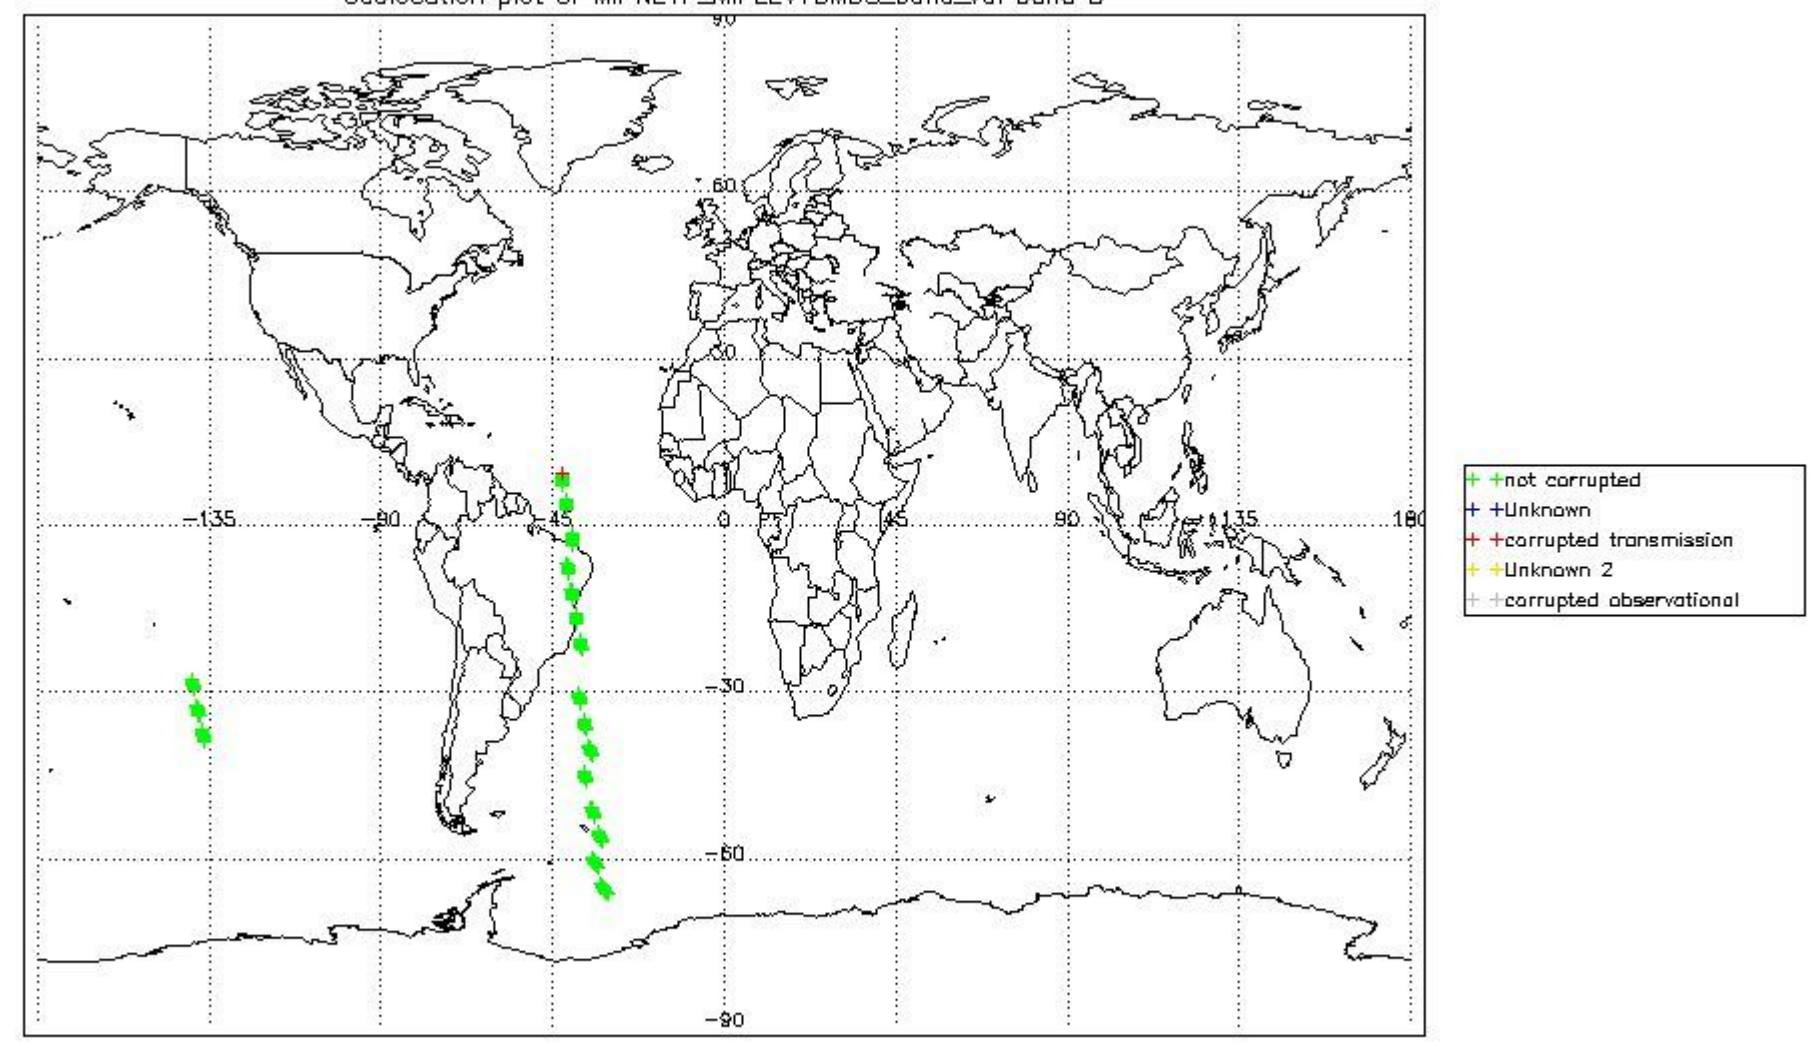 90
60
30
-135
-90
-45
0
45
90
135
180
-30
-60
-90
not corrupted
Unknown
corrupted transmission
Unknown 2
corrupted observational